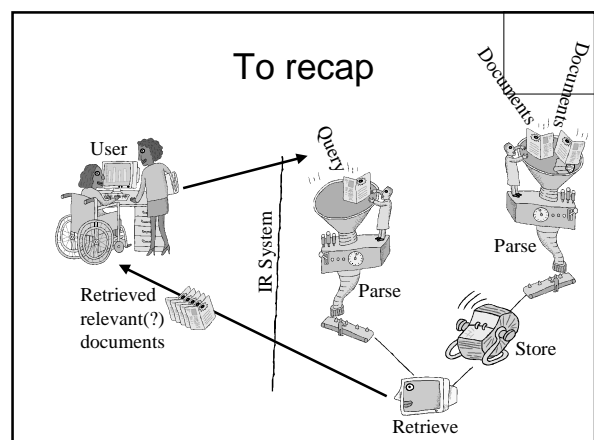 To recap
Documents
Documents
User
Query
IR System
Parse
Parse
Retrieved
relevant(?)
documents
Store
Retrieve